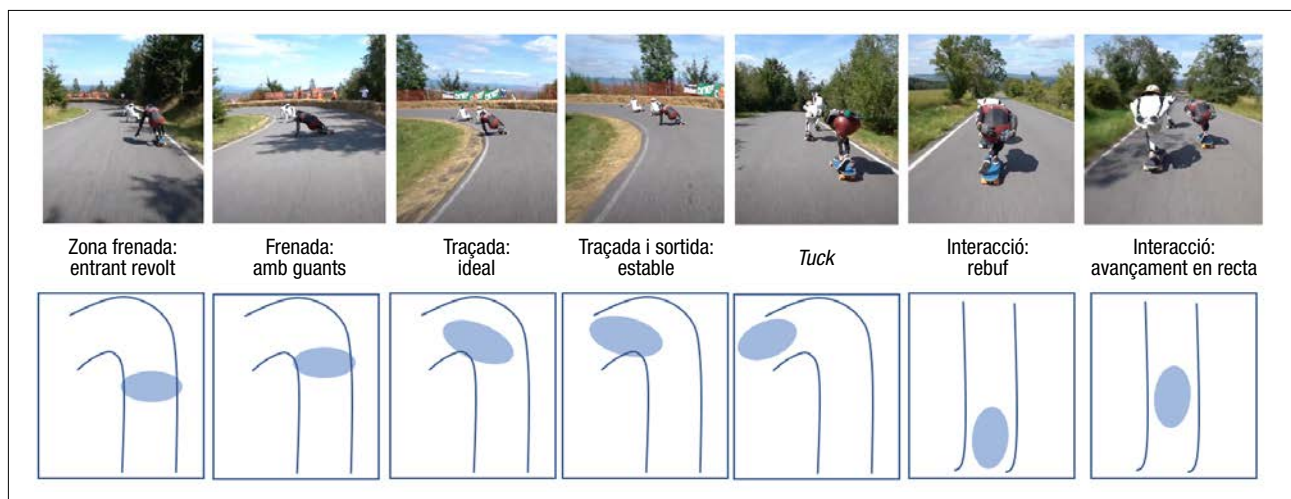 Zona frenada:
entrant revolt
Frenada:
amb guants
Traçada:
ideal
Traçada i sortida:
estable
Tuck
Interacció:
rebuf
Interacció:
avançament en recta